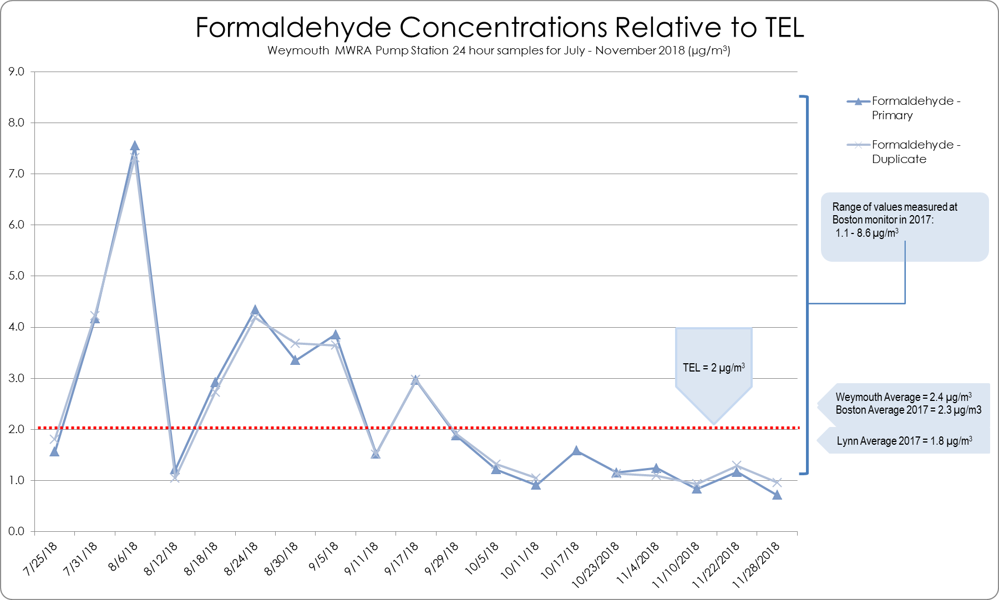 Formaldehyde Concentrations Relative to TEL
Weymouth MWRA Pump Station 24 hour samples for July - November 2018 (µg/m³)
9.0
8.0
7.0
6.0
5.0
4.0
3.0
2.0
1.0
0.0
7/25/18
7/31/18
8/6/18
8/12/18
8/18/18
8/24/18
8/30/18
9/5/18
9/11/18
9/17/18
9/29/18
10/5/18
10/11/18
10/17/18
10/23/2018
11/4/2018
11/10/2018
11/22/2018
11/28/2018
TEL = 2 µg/m³
Formaldehyde -
Primary
Formaldehyde -
Duplicate
Range of values measured at
Boston monitor in 2017:
1.1 - 8.6 µg/m³
Weymouth Average = 2.4 µg/m³
Boston Average 2017 = 2.3 µg/m3
Lynn Average 2017 = 1.8 µg/m³